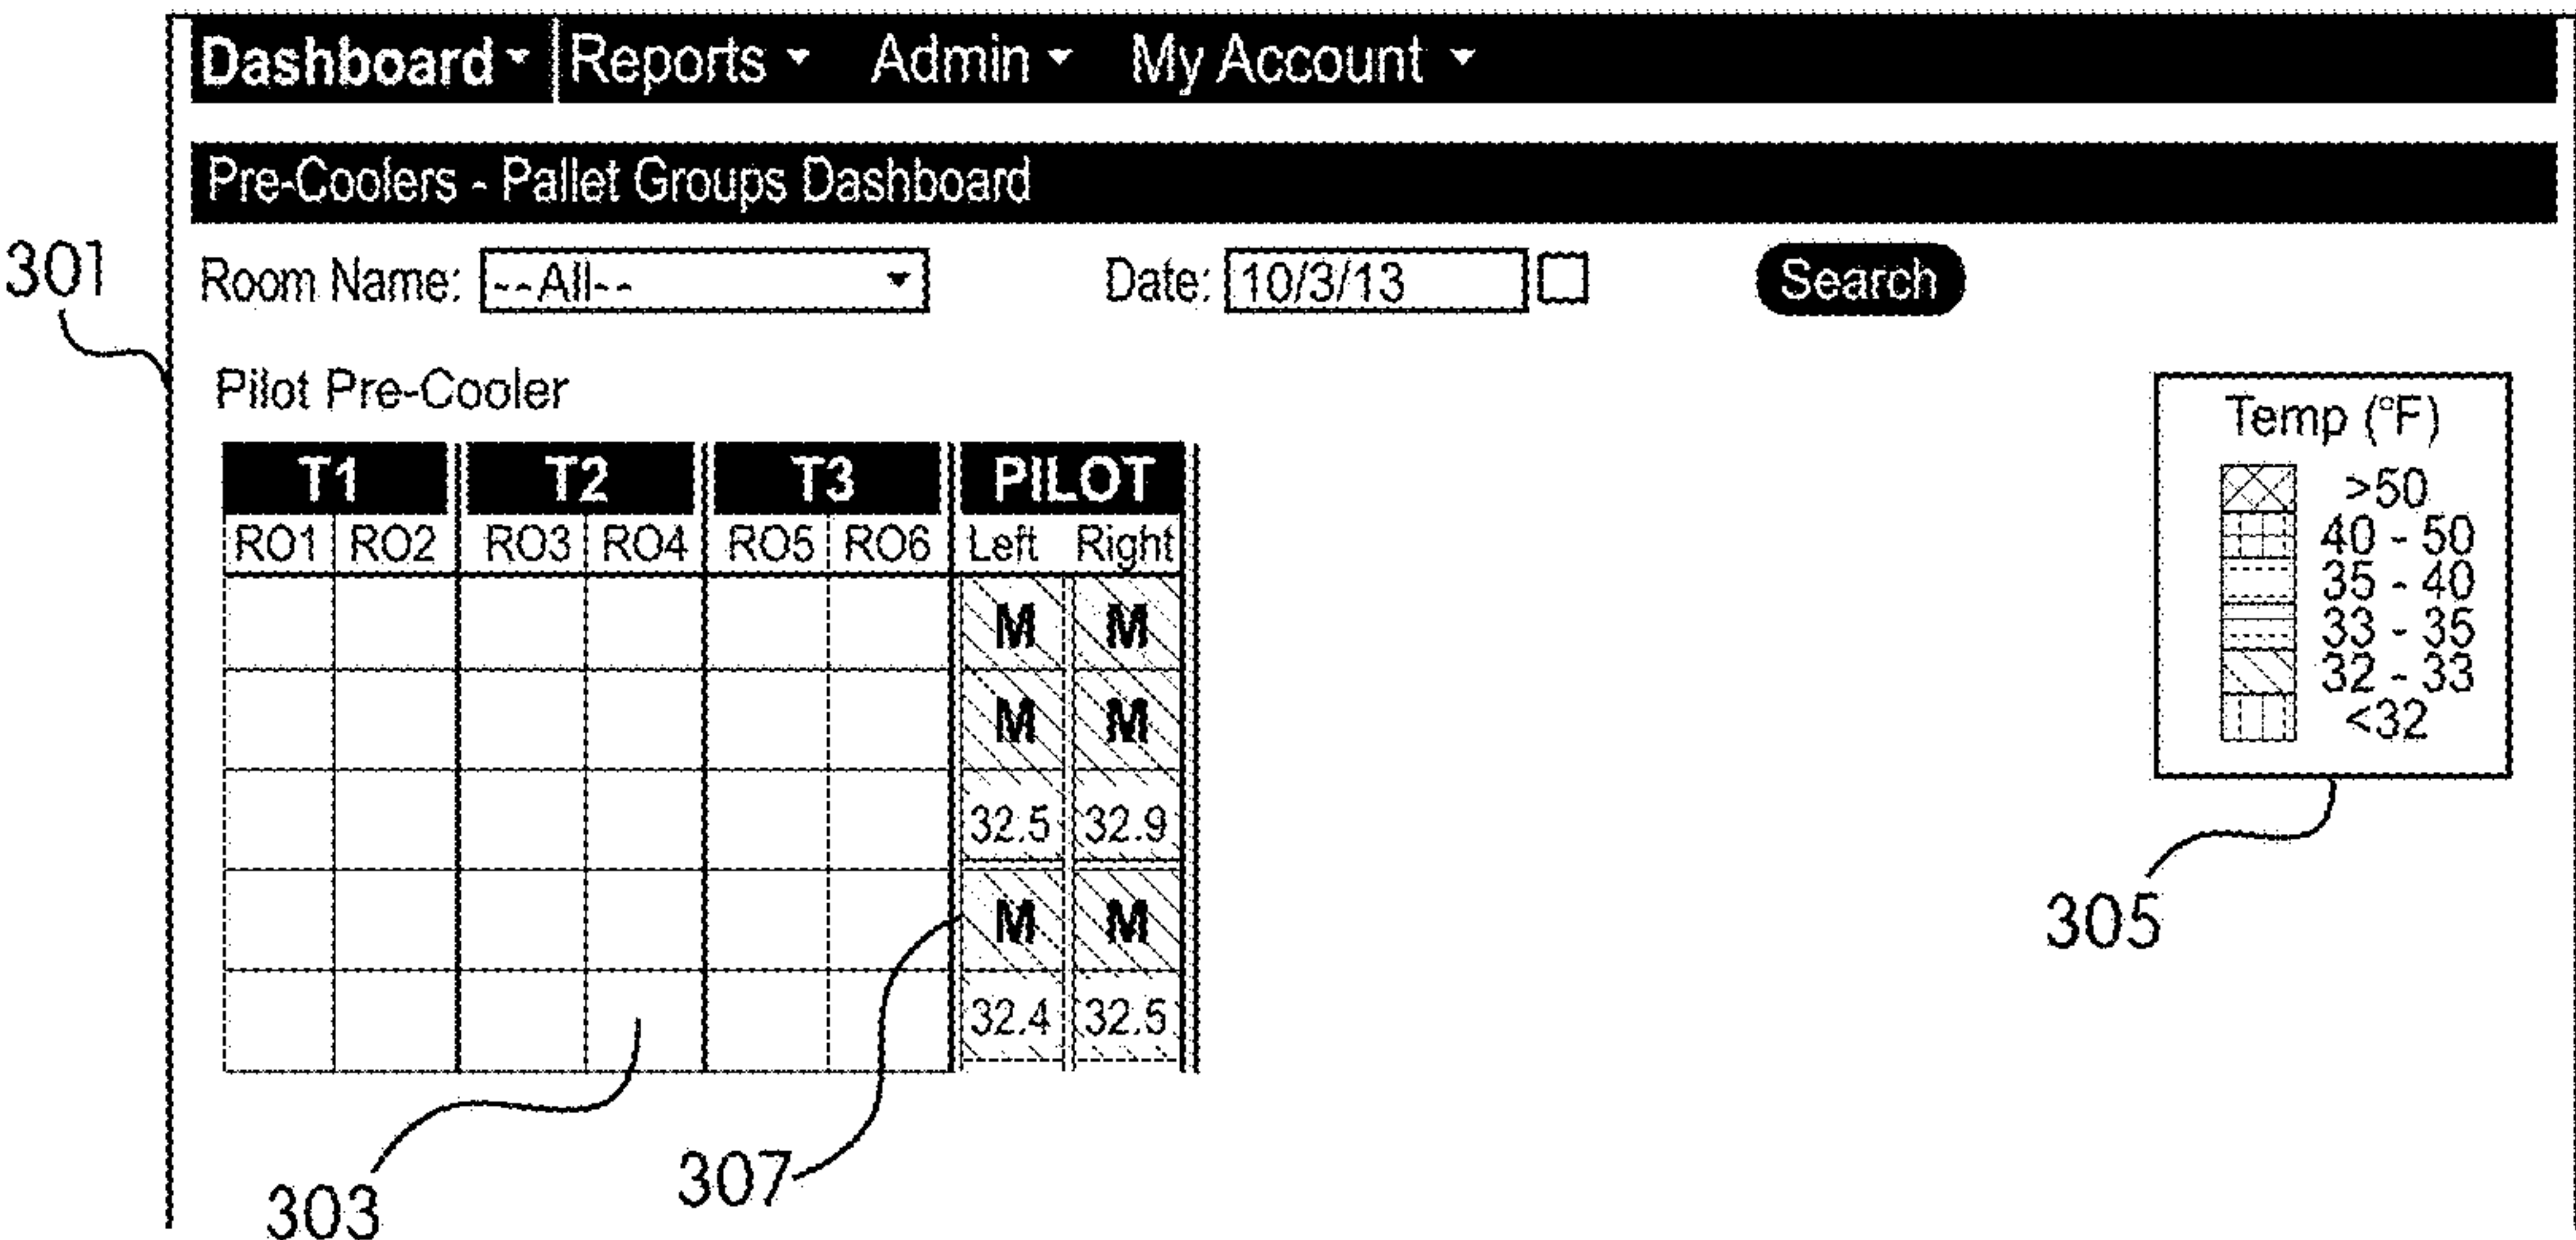 Dashboard Reports Admin My Account
Pre-Coolers - Pallet Groups Dashboard
301
Room Name: --All-- Date: 10/3/13 Search
Pilot Pre-Cooler
T1 T2 T3 PILOT
RO1 RO2 RO3 RO4 RO5 RO6 Left Right
M M
M M
32.5 32.9
M M
32.4 32.5
Temp (°F)
>50
40 - 50
35 - 40
33 - 35
32 - 33
<32
305
303
307